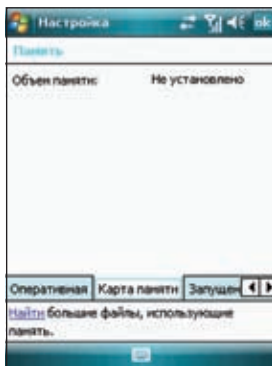 Настройка ok
Память
Объем памяти: Не установлено
Оперативная Карта памяти Запущен
Найти большие файлы, использующие
память.